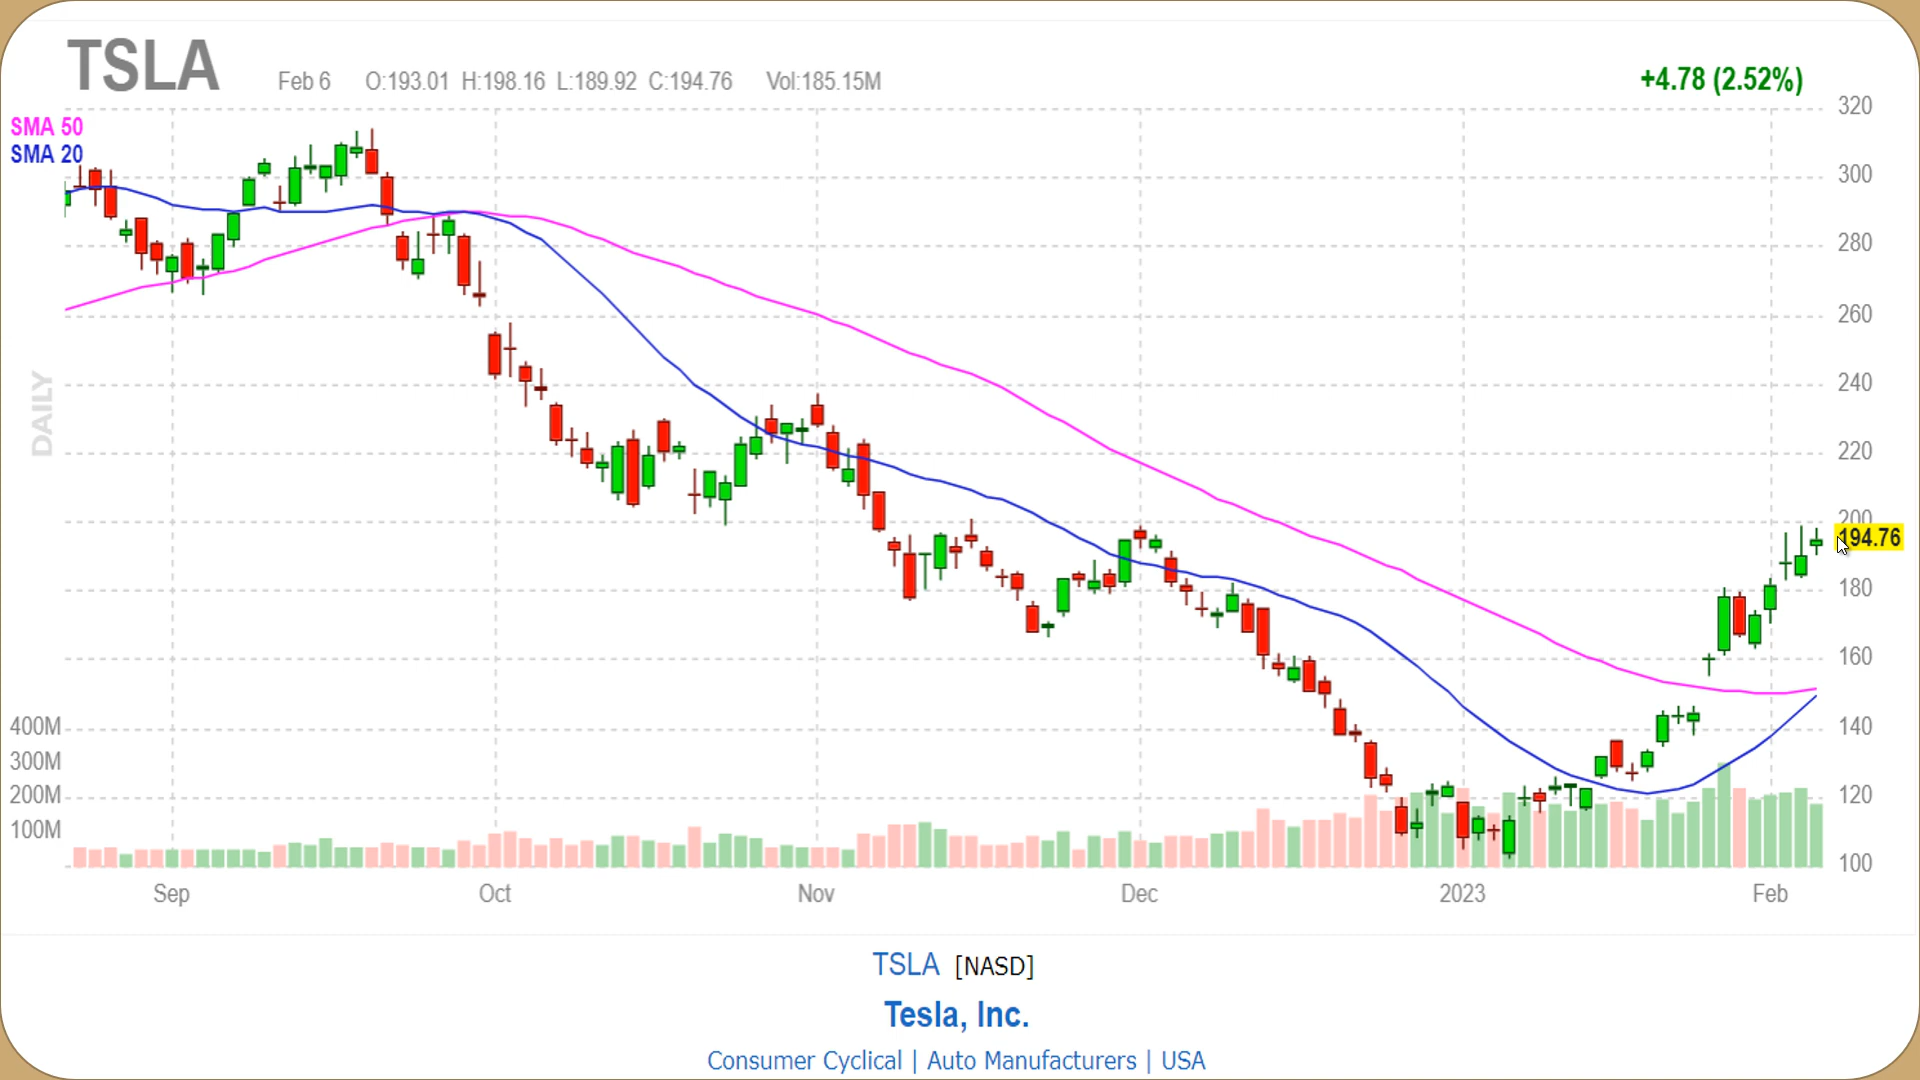 TSLA Feb 6 O:193.01 H:198.16 L:189.92 C:194.76 Vol:185.15M +4.78 (2.52%)
SMA 50
SMA 20
DAILY
320
300
280
260
240
220
200
194.76
180
160
140
120
100
400M
300M
200M
100M
Sep Oct Nov Dec 2023 Feb
TSLA [NASD]
Tesla, Inc.
Consumer Cyclical | Auto Manufacturers | USA